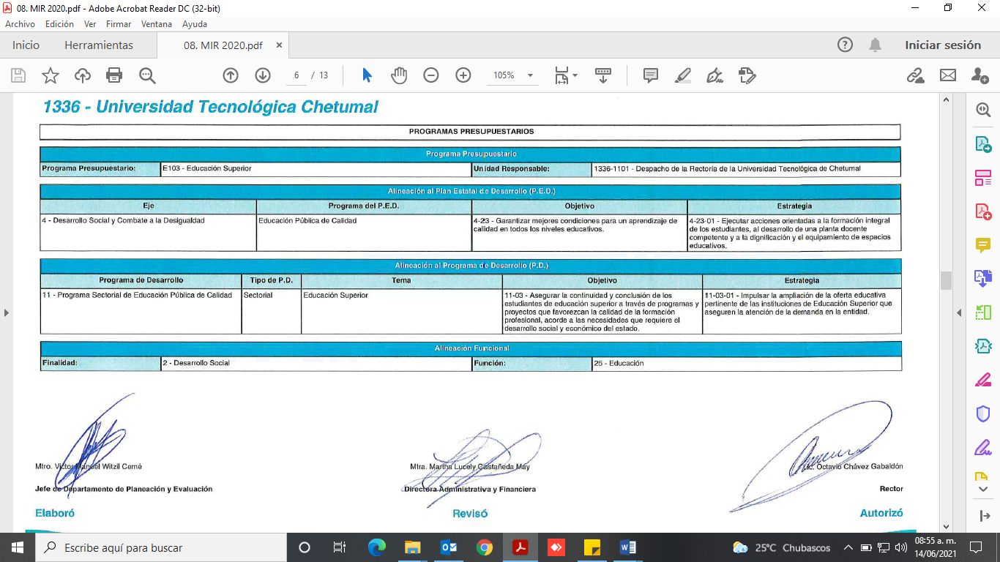 08. MIR 2020.pdf - Adobe Acrobat Reader DC (32-bit)
Archivo Edición Ver Firmar Ventana Ayuda
Inicio Herramientas 08. MIR 2020.pdf × Iniciar sesión
6 / 13 105%
1336 - Universidad Tecnológica Chetumal
PROGRAMAS PRESUPUESTARIOS
Programa Presupuestario
Programa Presupuestario: E103 - Educación Superior Unidad Responsable: 1336-1101 - Despacho de la Rectoría de la Universidad Tecnológica de Chetumal
Alineación al Plan Estatal de Desarrollo (P.E.D.)
Eje Programa del P.E.D. Objetivo Estrategia
4 - Desarrollo Social y Combate a la Desigualdad
Educación Pública de Calidad
4-23 - Garantizar mejores condiciones para un aprendizaje de
calidad en todos los niveles educativos.
4-23-01 - Ejecutar acciones orientadas a la formación integral
de los estudiantes, al desarrollo de una planta docente
competente y a la dignificación y el equipamiento de espacios
educativos.
Alineación al Programa de Desarrollo (P.D.)
Programa de Desarrollo Tipo de P.D. Tema Objetivo Estrategia
11 - Programa Sectorial de Educación Pública de Calidad
Sectorial
Educación Superior
11-03 - Asegurar la continuidad y conclusión de los
estudiantes de educación superior a través de programas y
proyectos que favorezcan la calidad de la formación
profesional, acorde a las necesidades que requiere el
desarrollo social y económico del estado.
11-03-01 - Impulsar la ampliación de la oferta educativa
pertinente de las instituciones de Educación Superior que
aseguren la atención de la demanda en la entidad.
Alineación Funcional
Finalidad: 2 - Desarrollo Social Función: 25 - Educación
Mtro. Victor Manuel Witzil Cemé
Jefe de Departamento de Planeación y Evaluación
Elaboró
Mtra. Martha Lucely Castañeda May
Directora Administrativa y Financiera
Revisó
Lic. Octavio Chávez Gabaldón
Rector
Autorizó
Escribe aquí para buscar
25°C Chubascos
08:55 a. m.
14/06/2021